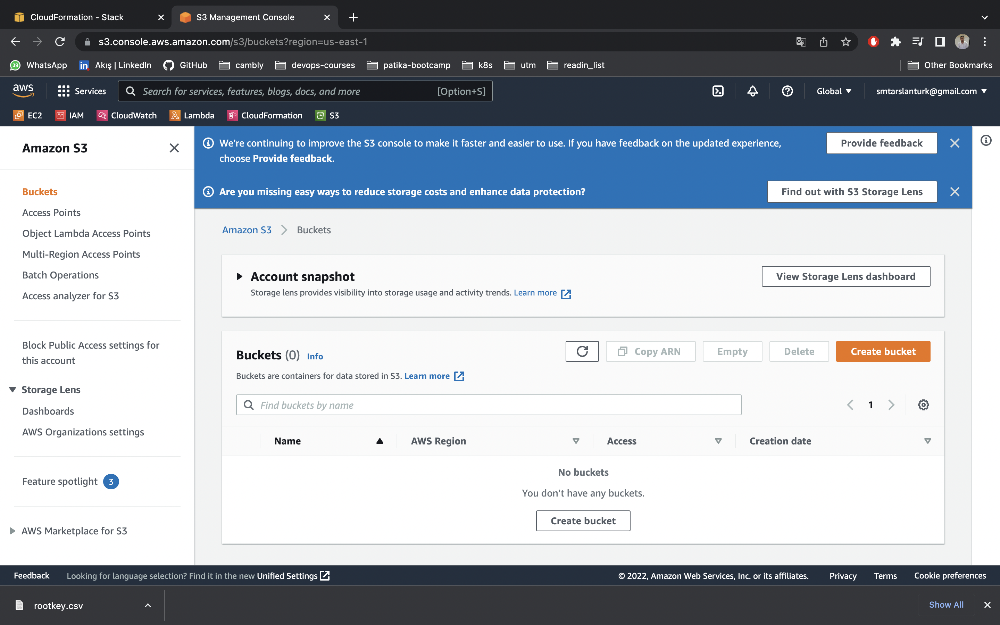 CloudFormation - Stack
S3 Management Console
s3.console.aws.amazon.com/s3/buckets?region=us-east-1
39 WhatsApp
in Akış | LinkedIn
GitHub
cambly
devops-courses
patika-bootcamp
k8s
utm
readin_list
Other Bookmarks
aws
Services
Search for services, features, blogs, docs, and more [Option+S]
Global
smtarslanturk@gmail.com
EC2
IAM
CloudWatch
Lambda
CloudFormation
S3
Amazon S3
Buckets
Access Points
Object Lambda Access Points
Multi-Region Access Points
Batch Operations
Access analyzer for S3
Block Public Access settings for
this account
Storage Lens
Dashboards
AWS Organizations settings
Feature spotlight 3
AWS Marketplace for S3
We’re continuing to improve the S3 console to make it faster and easier to use. If you have feedback on the updated experience,
choose Provide feedback.
Provide feedback
Are you missing easy ways to reduce storage costs and enhance data protection?
Find out with S3 Storage Lens
Amazon S3 Buckets
Account snapshot
Storage lens provides visibility into storage usage and activity trends. Learn more
View Storage Lens dashboard
Buckets (0) Info
Buckets are containers for data stored in S3. Learn more
Copy ARN
Empty
Delete
Create bucket
Find buckets by name
1
Name
AWS Region
Access
Creation date
No buckets
You don’t have any buckets.
Create bucket
Feedback
Looking for language selection? Find it in the new Unified Settings
© 2022, Amazon Web Services, Inc. or its affiliates.
Privacy
Terms
Cookie preferences
rootkey.csv
Show All